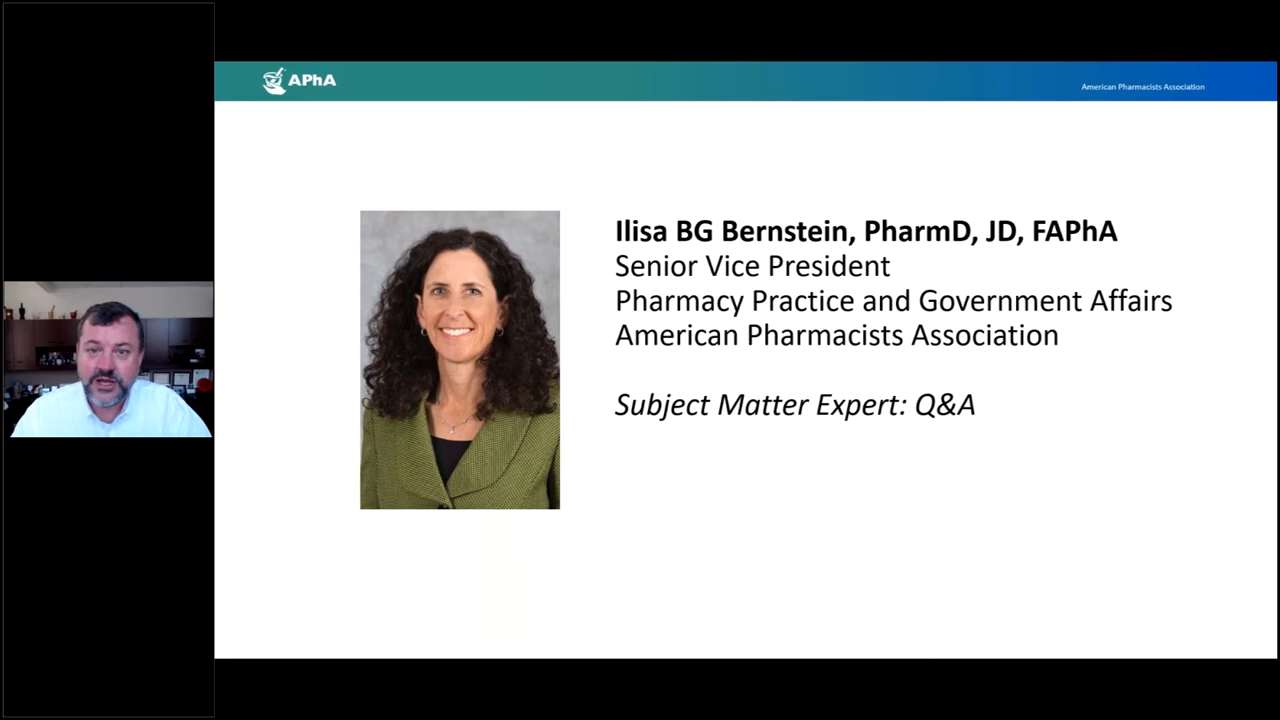 APhA
American Pharmacists Association
Ilisa BG Bernstein, PharmD, JD, FAPhA
Senior Vice President
Pharmacy Practice and Government Affairs
American Pharmacists Association
Subject Matter Expert: Q&A